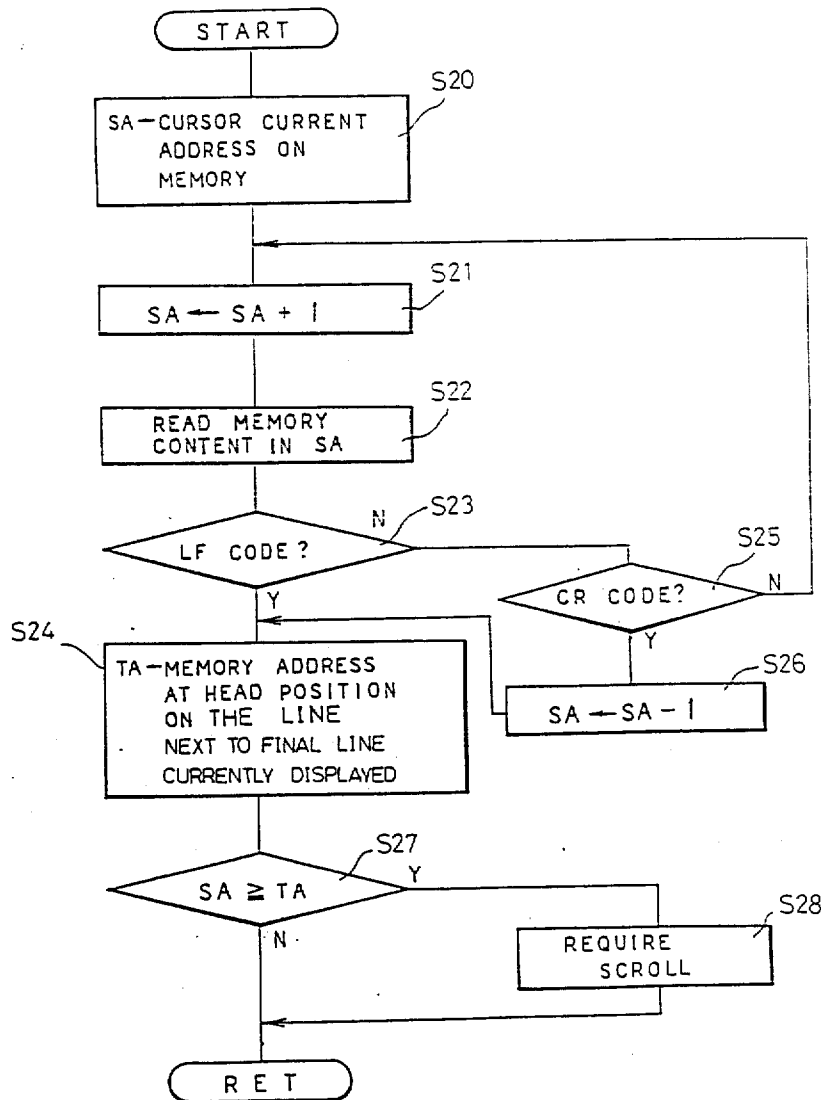 START
S20
SA←CURSOR CURRENT
ADDRESS ON
MEMORY
S21
SA ← SA + 1
S22
READ MEMORY
CONTENT IN SA
S23
LF CODE?
N
Y
S25
CR CODE?
N
Y
S26
SA ← SA - 1
S24
TA←MEMORY ADDRESS
AT HEAD POSITION
ON THE LINE
NEXT TO FINAL LINE
CURRENTLY DISPLAYED
S27
SA ≧ TA
Y
N
S28
REQUIRE
SCROLL
RET